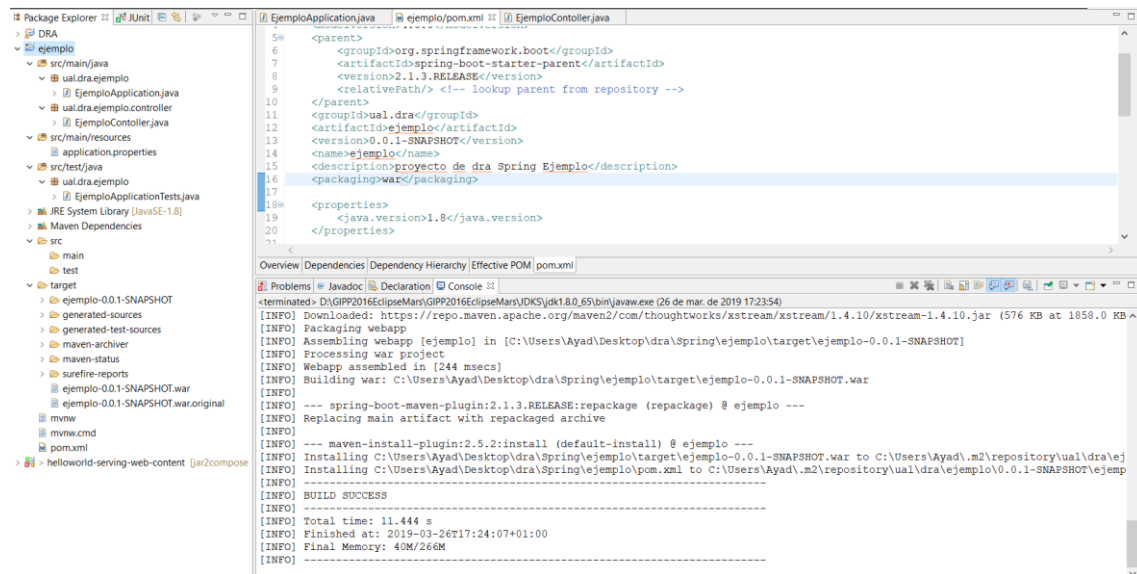 Package Explorer JUnit
DRA
ejemplo
src/main/java
ual.dra.ejemplo
EjemploApplication.java
ual.dra.ejemplo.controller
EjemploContoller.java
src/main/resources
application.properties
src/test/java
ual.dra.ejemplo
EjemploApplicationTests.java
JRE System Library [JavaSE-1.8]
Maven Dependencies
src
main
test
target
ejemplo-0.0.1-SNAPSHOT
generated-sources
generated-test-sources
maven-archiver
maven-status
surefire-reports
ejemplo-0.0.1-SNAPSHOT.war
ejemplo-0.0.1-SNAPSHOT.war.original
mvnw
mvnw.cmd
pom.xml
> helloworld-serving-web-content [jar2compose
EjemploApplication.java ejemplo/pom.xml EjemploContoller.java
5 <parent>
6 <groupId>org.springframework.boot</groupId>
7 <artifactId>spring-boot-starter-parent</artifactId>
8 <version>2.1.3.RELEASE</version>
9 <relativePath/> <!-- lookup parent from repository -->
10 </parent>
11 <groupId>ual.dra</groupId>
12 <artifactId>ejemplo</artifactId>
13 <version>0.0.1-SNAPSHOT</version>
14 <name>ejemplo</name>
15 <description>proyecto de dra Spring Ejemplo</description>
16 <packaging>war</packaging>
17
18 <properties>
19 <java.version>1.8</java.version>
20 </properties>
21
Overview Dependencies Dependency Hierarchy Effective POM pom.xml
Problems Javadoc Declaration Console
<terminated> D:\GIPP2016EclipseMars\GIPP2016EclipseMars\JDKS\jdk1.8.0_65\bin\javaw.exe (26 de mar. de 2019 17:23:54)
[INFO] Downloaded: https://repo.maven.apache.org/maven2/com/thoughtworks/xstream/xstream/1.4.10/xstream-1.4.10.jar (576 KB at 1858.0 KB
[INFO] Packaging webapp
[INFO] Assembling webapp [ejemplo] in [C:\Users\Ayad\Desktop\dra\Spring\ejemplo\target\ejemplo-0.0.1-SNAPSHOT]
[INFO] Processing war project
[INFO] Webapp assembled in [244 msecs]
[INFO] Building war: C:\Users\Ayad\Desktop\dra\Spring\ejemplo\target\ejemplo-0.0.1-SNAPSHOT.war
[INFO]
[INFO] --- spring-boot-maven-plugin:2.1.3.RELEASE:repackage (repackage) @ ejemplo ---
[INFO] Replacing main artifact with repackaged archive
[INFO]
[INFO] --- maven-install-plugin:2.5.2:install (default-install) @ ejemplo ---
[INFO] Installing C:\Users\Ayad\Desktop\dra\Spring\ejemplo\target\ejemplo-0.0.1-SNAPSHOT.war to C:\Users\Ayad\.m2\repository\ual\dra\ej
[INFO] Installing C:\Users\Ayad\Desktop\dra\Spring\ejemplo\pom.xml to C:\Users\Ayad\.m2\repository\ual\dra\ejemplo\0.0.1-SNAPSHOT\ejemp
[INFO] ------------------------------------------------------------------------
[INFO] BUILD SUCCESS
[INFO] ------------------------------------------------------------------------
[INFO] Total time: 11.444 s
[INFO] Finished at: 2019-03-26T17:24:07+01:00
[INFO] Final Memory: 40M/266M
[INFO] ------------------------------------------------------------------------